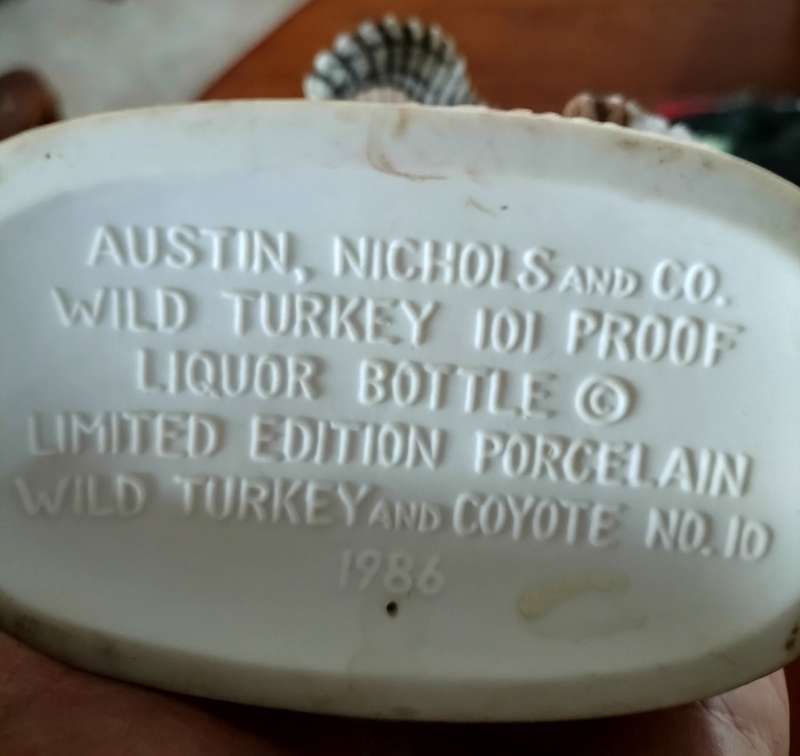 AUSTIN, NICHOLS AND CO.
WILD TURKEY 101 PROOF
LIQUOR BOTTLE ©
LIMITED EDITION PORCELAIN
WILD TURKEY AND COYOTE NO. 10
1986